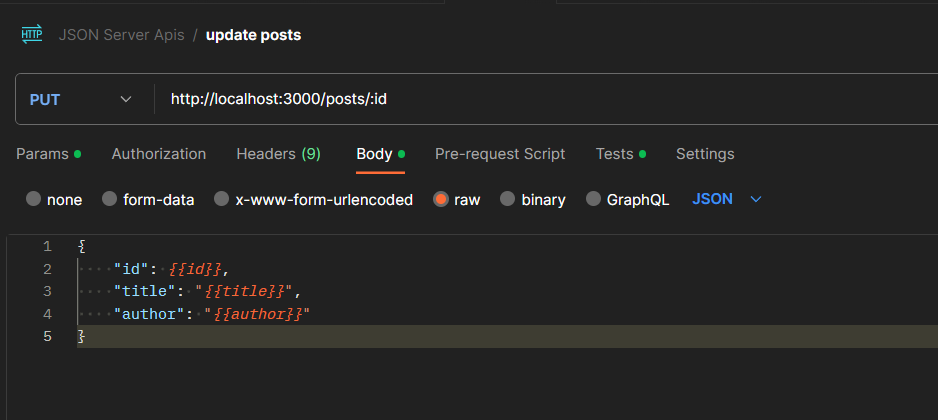 HTTP JSON Server Apis / update posts
PUT http://localhost:3000/posts/:id
Params Authorization Headers (9) Body Pre-request Script Tests Settings
none form-data x-www-form-urlencoded raw binary GraphQL JSON
1 {
2 "id": {{id}},
3 "title": "{{title}}",
4 "author": "{{author}}"
5 }